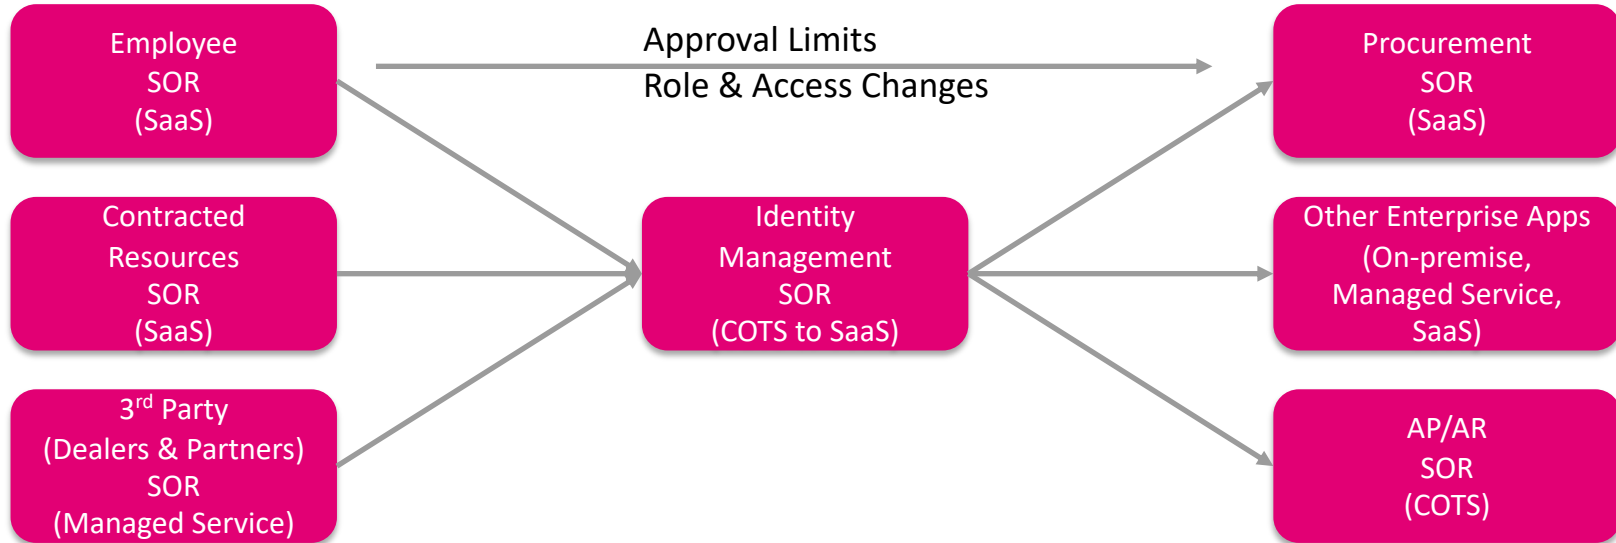 Employee
SOR
(SaaS)
Approval Limits
Role & Access Changes
Procurement
SOR
(SaaS)
Contracted
Resources
SOR
(SaaS)
Identity
Management
SOR
(COTS to SaaS)
Other Enterprise Apps
(On-premise,
Managed Service,
SaaS)
3rd Party
(Dealers & Partners)
SOR
(Managed Service)
AP/AR
SOR
(COTS)